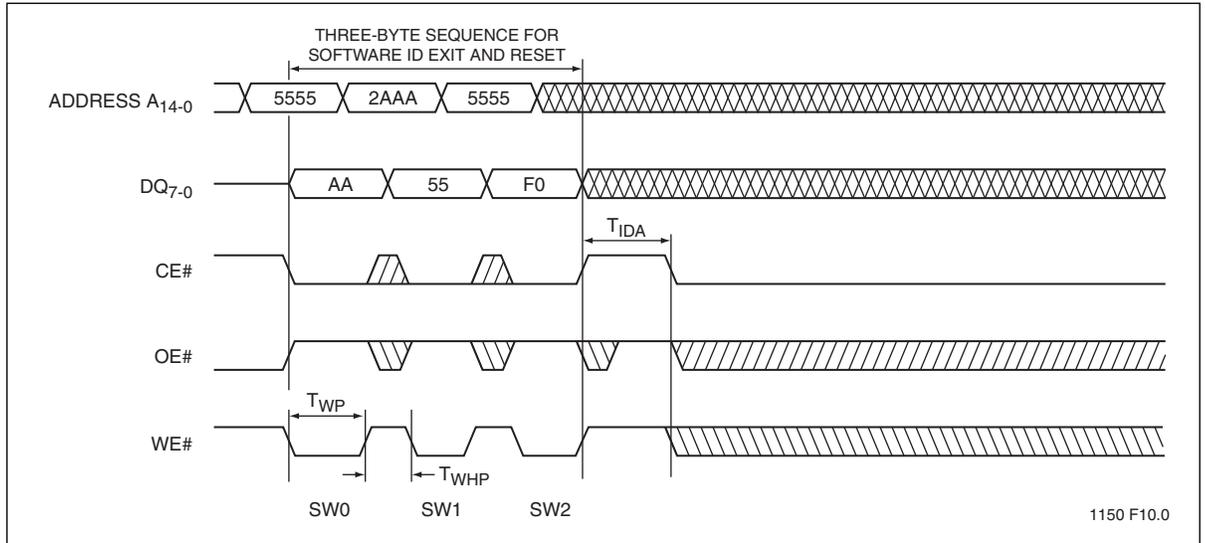 THREE-BYTE SEQUENCE FOR
SOFTWARE ID EXIT AND RESET
ADDRESS A14-0 5555 2AAA 5555
DQ7-0 AA 55 F0
TIDA
CE#
OE#
TWP
WE#
TWHP
SW0 SW1 SW2
1150 F10.0